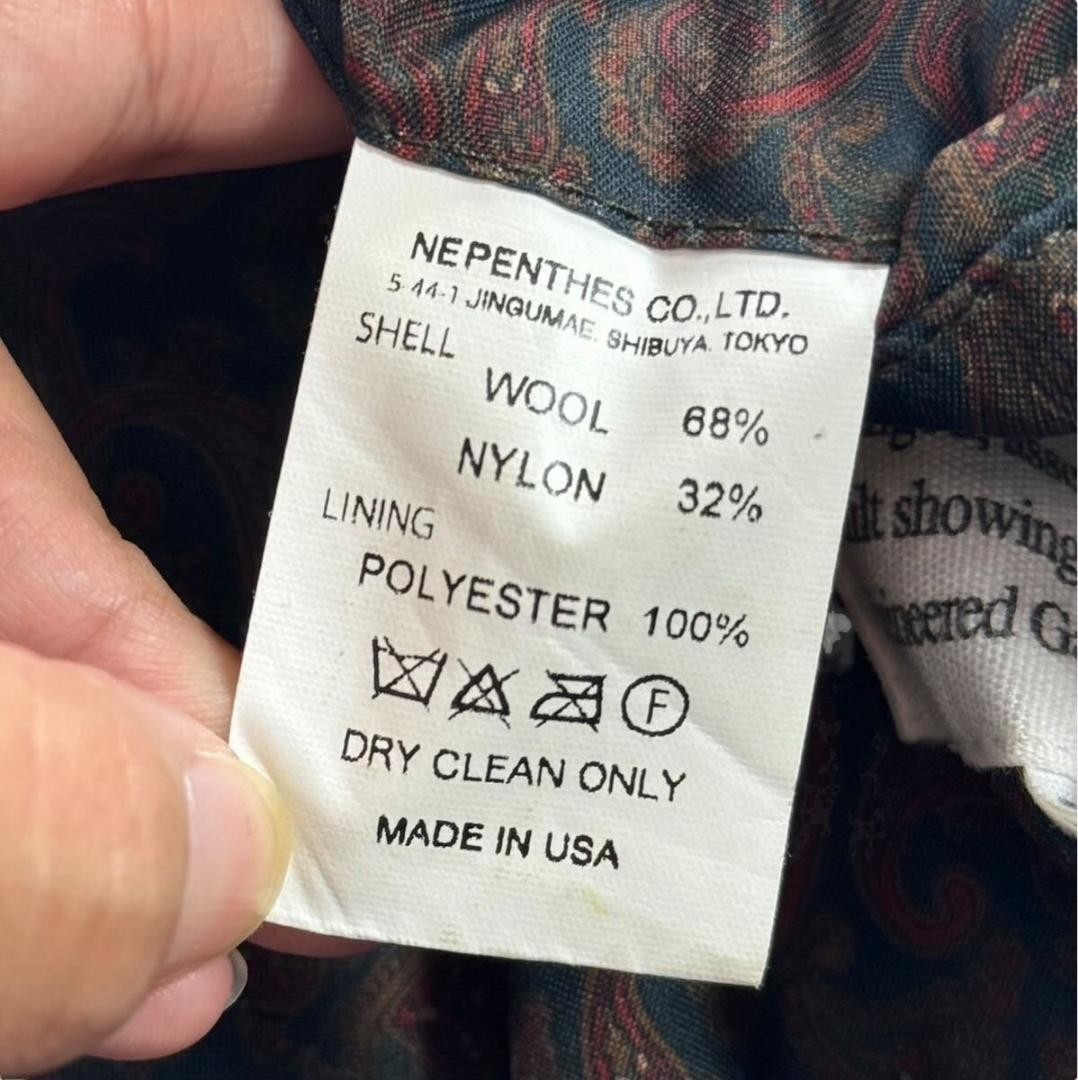 NEPENTHES CO.,LTD.
5-44-1 JINGUMAE. SHIBUYA. TOKYO
SHELL
WOOL 68%
NYLON 32%
LINING
POLYESTER 100%
F
DRY CLEAN ONLY
MADE IN USA
showing